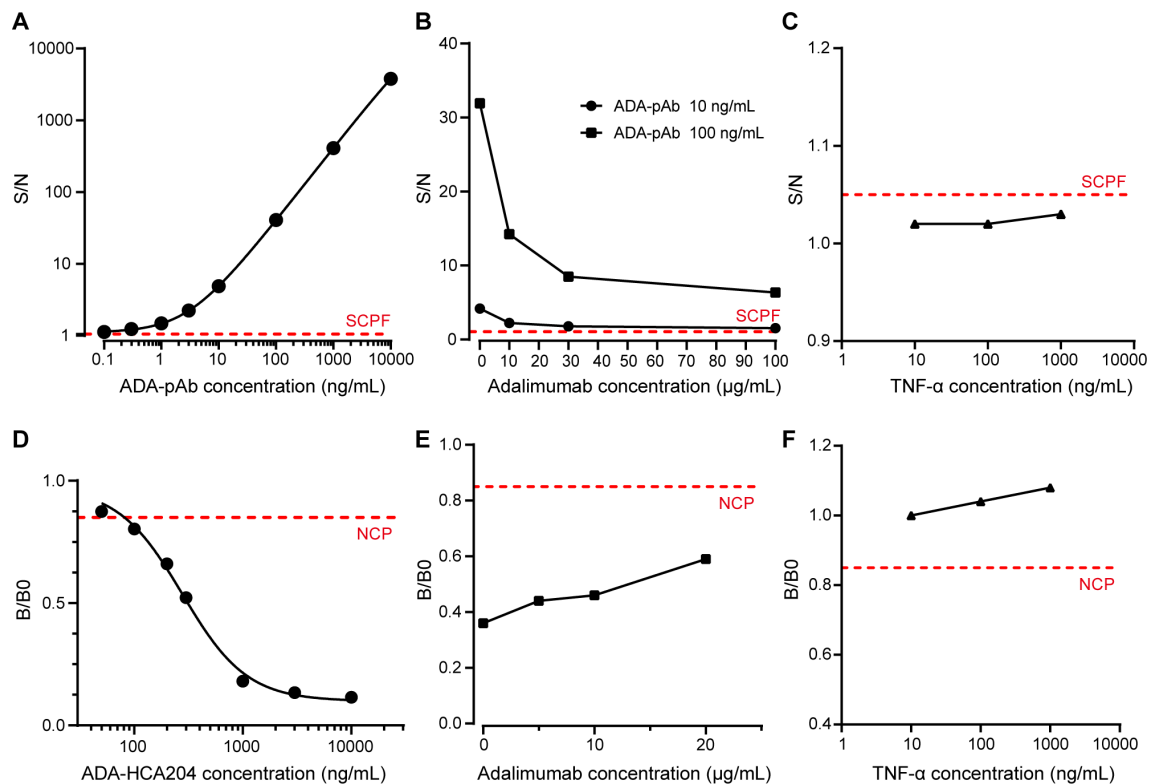 A
10000
1000
100
10
1
S/N
SCPF
0.1 1 10 100 1000 10000
ADA-pAb concentration (ng/mL)
B
40
30
20
10
0
S/N
ADA-pAb 10 ng/mL
ADA-pAb 100 ng/mL
SCPF
0 10 20 30 40 50 60 70 80 90 100
Adalimumab concentration (µg/mL)
C
1.2
1.1
1.0
0.9
S/N
SCPF
1 10 100 1000 10000
TNF-α concentration (ng/mL)
D
1.0
0.5
0.0
B/B0
NCP
100 1000 10000
ADA-HCA204 concentration (ng/mL)
E
1.0
0.8
0.6
0.4
0.2
0.0
B/B0
NCP
0 10 20
Adalimumab concentration (µg/mL)
F
1.2
1.0
0.8
0.6
0.4
B/B0
NCP
1 10 100 1000 10000
TNF-α concentration (ng/mL)